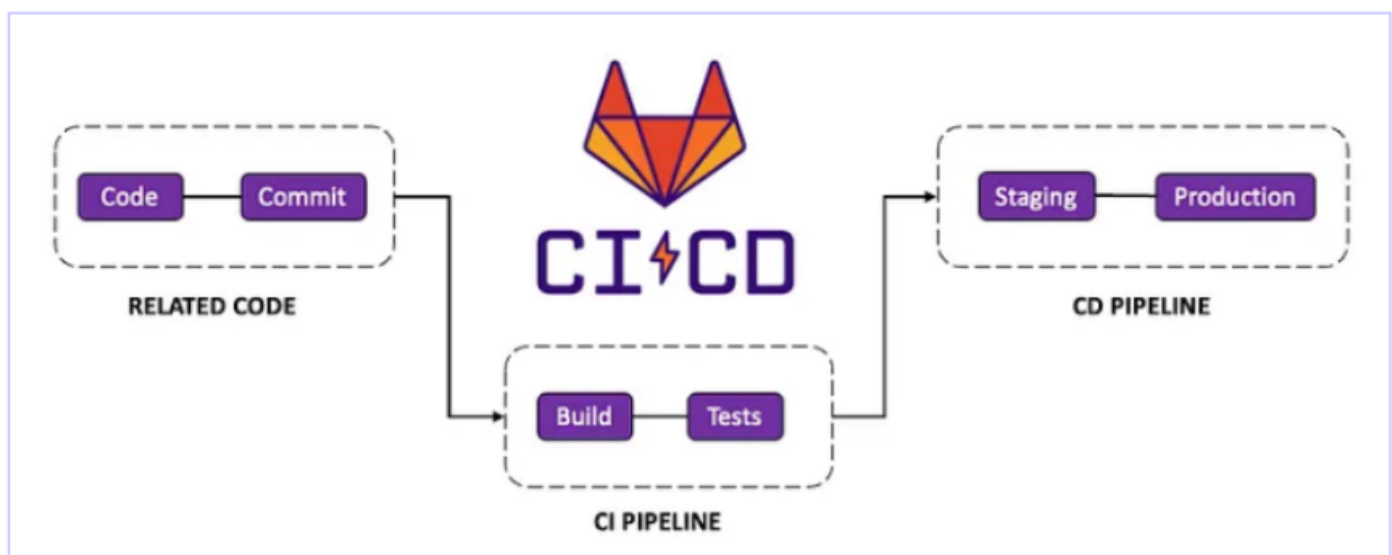 Code
Commit
RELATED CODE
CI CD
Build
Tests
CI PIPELINE
Staging
Production
CD PIPELINE